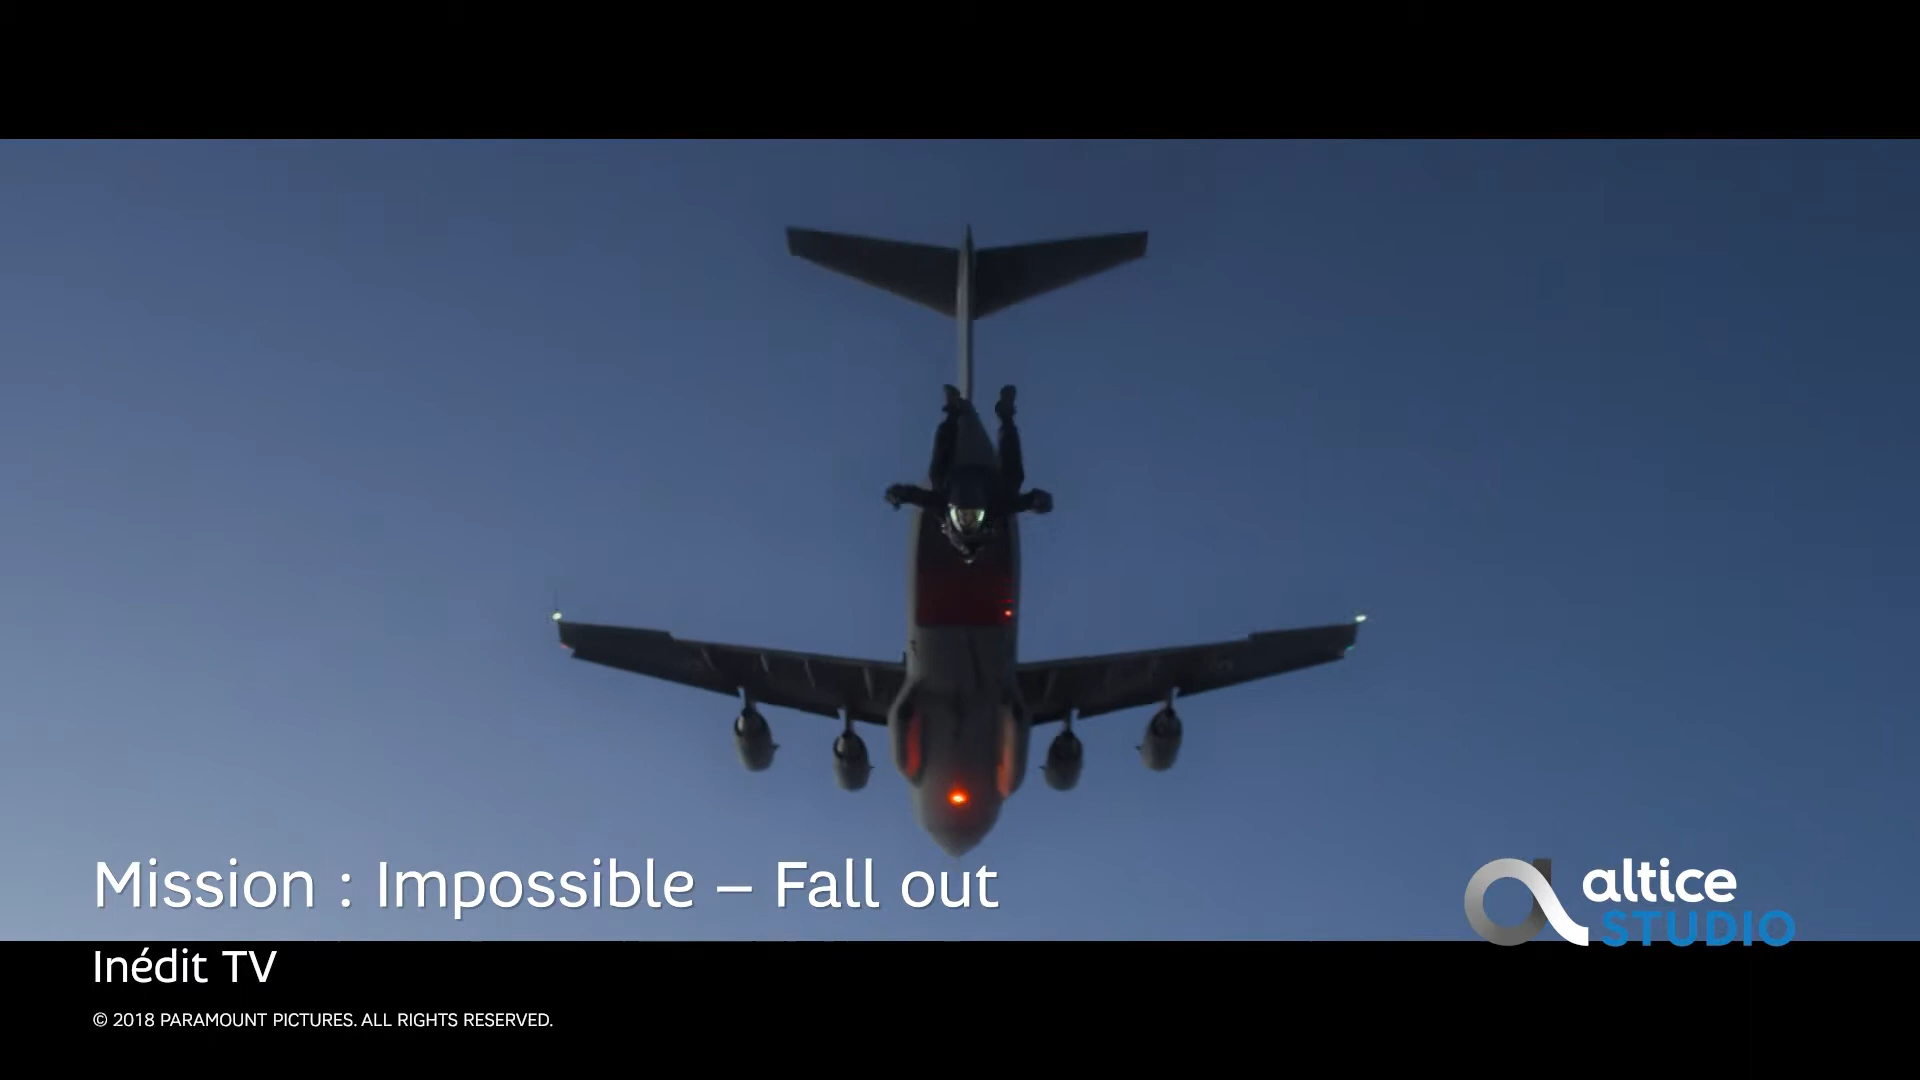 Mission : Impossible – Fall out
altice
STUDIO
Inédit TV
© 2018 PARAMOUNT PICTURES. ALL RIGHTS RESERVED.